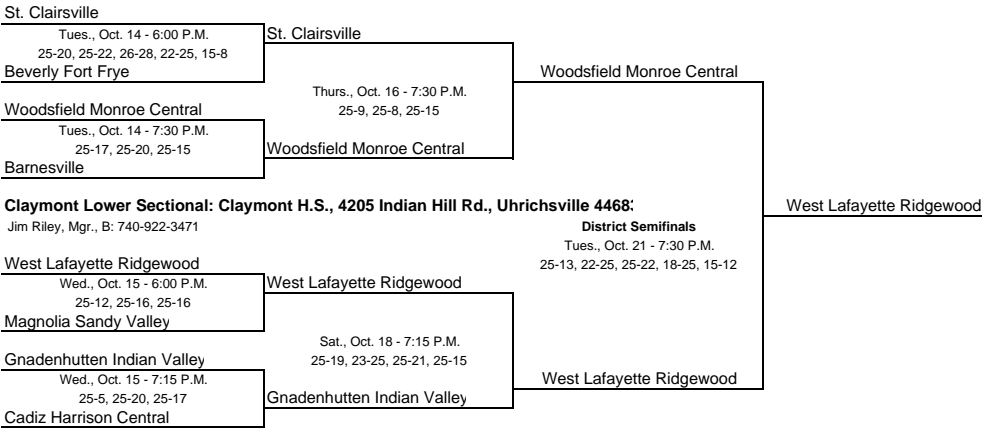 St. Clairsville
Tues., Oct. 14 - 6:00 P.M.
St. Clairsville
25-20, 25-22, 26-28, 22-25, 15-8
Beverly Fort Frye
Woodsfield Monroe Central
Thurs., Oct. 16 - 7:30 P.M.
25-9, 25-8, 25-15
Woodsfield Monroe Central
Tues., Oct. 14 - 7:30 P.M.
25-17, 25-20, 25-15
Woodsfield Monroe Central
Barnesville
Claymont Lower Sectional: Claymont H.S., 4205 Indian Hill Rd., Uhrichsville 4468
West Lafayette Ridgewood
Jim Riley, Mgr., B: 740-922-3471
District Semifinals
Tues., Oct. 21 - 7:30 P.M.
25-13, 22-25, 25-22, 18-25, 15-12
West Lafayette Ridgewood
Wed., Oct. 15 - 6:00 P.M.
West Lafayette Ridgewood
25-12, 25-16, 25-16
Magnolia Sandy Valley
Sat., Oct. 18 - 7:15 P.M.
25-19, 23-25, 25-21, 25-15
Gnadenhutten Indian Valley
Wed., Oct. 15 - 7:15 P.M.
West Lafayette Ridgewood
25-5, 25-20, 25-17
Gnadenhutten Indian Valley
Cadiz Harrison Central